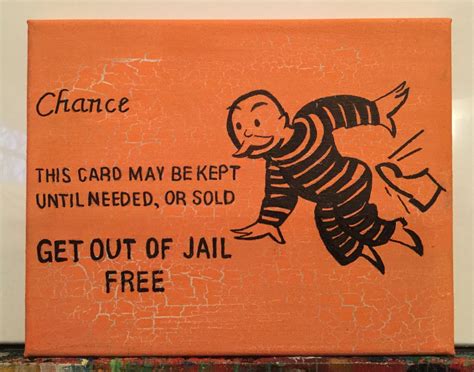 Chance
THIS CARD MAY BE KEPT
UNTIL NEEDED, OR SOLD
GET OUT OF JAIL
FREE